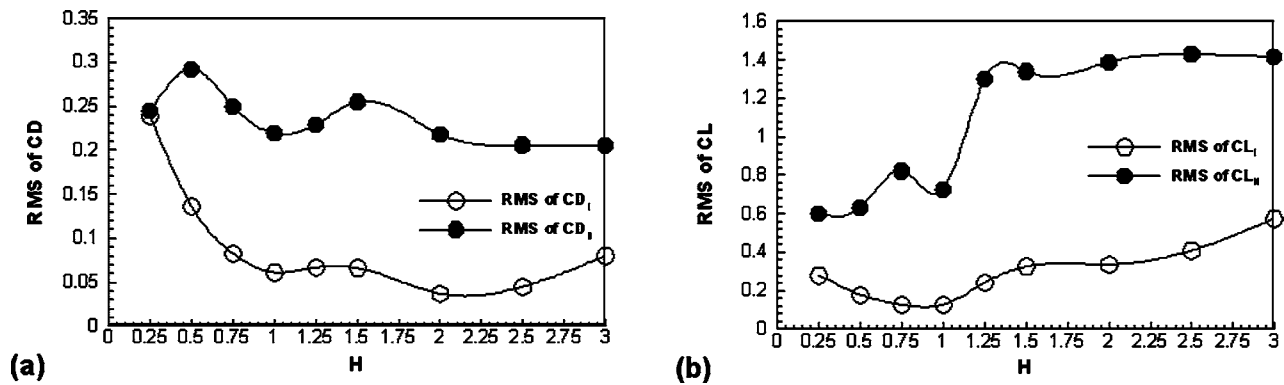 0.35
0.3
0.25
0.2
0.15
0.1
0.05
0
RMS of CD
RMS of CD I
RMS of CD II
0 0.25 0.5 0.75 1 1.25 1.5 1.75 2 2.25 2.5 2.75 3
H
(a)
1.6
1.4
1.2
1
0.8
0.6
0.4
0.2
0
RMS of CL
RMS of CL I
RMS of CL II
0.25 0.5 0.75 1 1.25 1.5 1.75 2 2.25 2.5 2.75 3
H
(b)